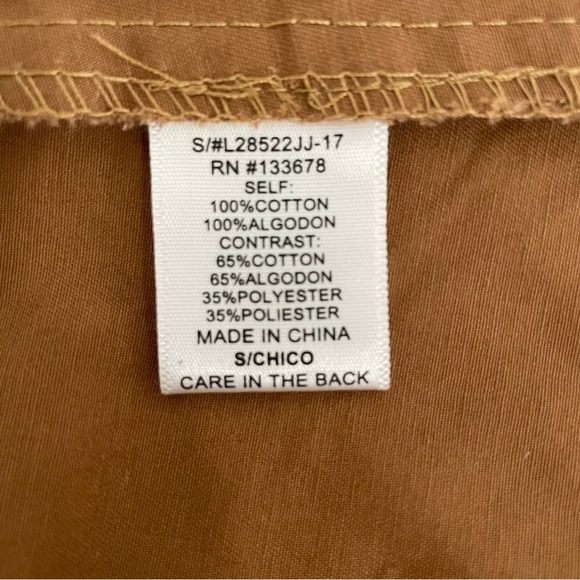 S/#L28522JJ-17
RN #133678
SELF:
100%COTTON
100%ALGODON
CONTRAST:
65%COTTON
65%ALGODON
35%POLYESTER
35%POLIESTER
MADE IN CHINA
S/CHICO
CARE IN THE BACK